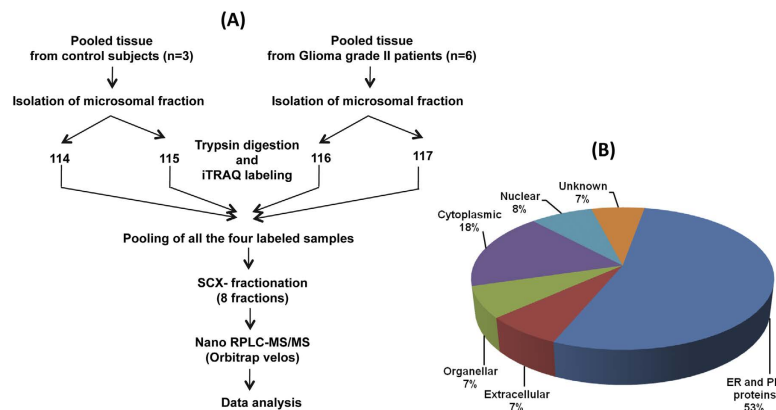 (A)
Pooled tissue
from control subjects (n=3)
Pooled tissue
from Glioma grade II patients (n=6)
Isolation of microsomal fraction
Isolation of microsomal fraction
114
115
Trypsin digestion
and
iTRAQ labeling
116
117
Pooling of all the four labeled samples
SCX- fractionation
(8 fractions)
Nano RPLC-MS/MS
(Orbitrap velos)
Data analysis
(B)
Unknown
7%
Nuclear
8%
Cytoplasmic
18%
Organellar
7%
Extracellular
7%
ER and
proteins
53%